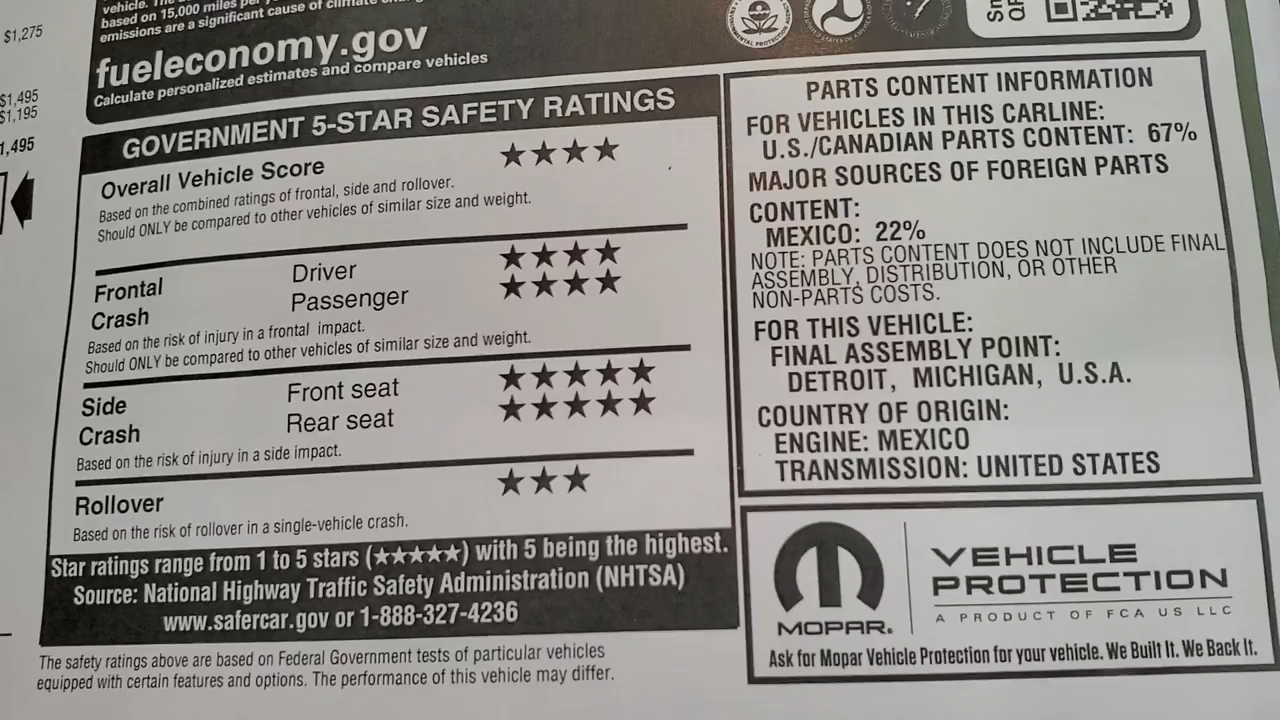 $1,275
$1,495
$1,195
1,495
vehicle. The
based on 15,000 miles per
emissions are a significant cause of climate
fueleconomy.gov
Calculate personalized estimates and compare vehicles
GOVERNMENT 5-STAR SAFETY RATINGS
Overall Vehicle Score ★★★★
Based on the combined ratings of frontal, side and rollover.
Should ONLY be compared to other vehicles of similar size and weight.
Frontal Driver ★★★★
Crash Passenger ★★★★
Based on the risk of injury in a frontal impact.
Should ONLY be compared to other vehicles of similar size and weight.
Side Front seat ★★★★★
Crash Rear seat ★★★★★
Based on the risk of injury in a side impact.
Rollover ★★★
Based on the risk of rollover in a single-vehicle crash.
Star ratings range from 1 to 5 stars (★★★★★) with 5 being the highest.
Source: National Highway Traffic Safety Administration (NHTSA)
www.safercar.gov or 1-888-327-4236
The safety ratings above are based on Federal Government tests of particular vehicles
equipped with certain features and options. The performance of this vehicle may differ.
PARTS CONTENT INFORMATION
FOR VEHICLES IN THIS CARLINE:
U.S./CANADIAN PARTS CONTENT: 67%
MAJOR SOURCES OF FOREIGN PARTS
CONTENT:
MEXICO: 22%
NOTE: PARTS CONTENT DOES NOT INCLUDE FINAL
ASSEMBLY, DISTRIBUTION, OR OTHER
NON-PARTS COSTS.
FOR THIS VEHICLE:
FINAL ASSEMBLY POINT:
DETROIT, MICHIGAN, U.S.A.
COUNTRY OF ORIGIN:
ENGINE: MEXICO
TRANSMISSION: UNITED STATES
MOPAR.
VEHICLE
PROTECTION
A PRODUCT OF FCA US LLC
Ask for Mopar Vehicle Protection for your vehicle. We Built It. We Back It.